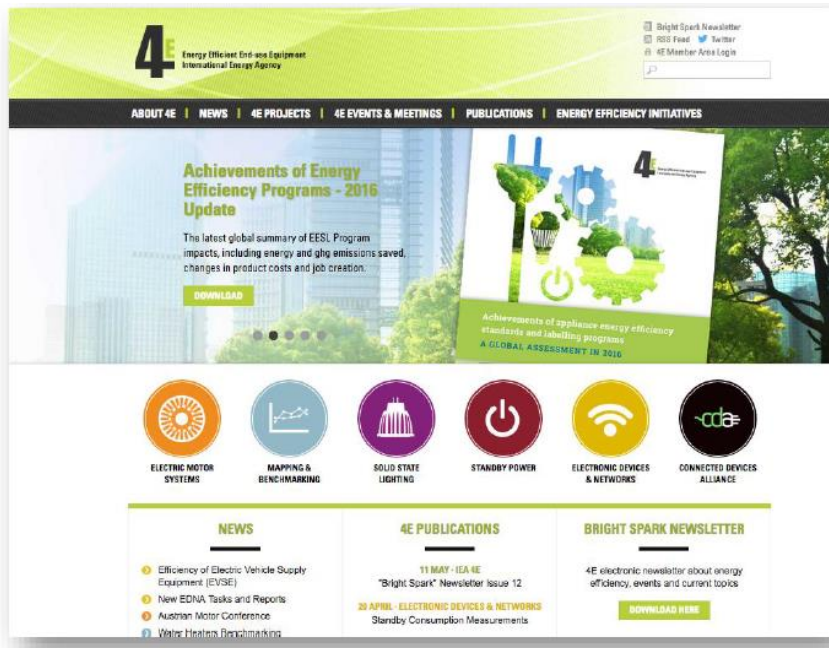 Bright Spark Newsletter
RSS Feed Twitter
4E Member Area Login
4E
Energy Efficient End-use Equipment
International Energy Agency
ABOUT 4E | NEWS | 4E PROJECTS | 4E EVENTS & MEETINGS | PUBLICATIONS | ENERGY EFFICIENCY INITIATIVES
Achievements of Energy
Efficiency Programs - 2016
Update
The latest global summary of EESL Program
impacts, including energy and ghg emissions saved,
changes in product costs and job creation.
DOWNLOAD
4E
Achievements of appliance energy efficiency
standards and labelling programs
A GLOBAL ASSESSMENT IN 2016
cda
ELECTRIC MOTOR
SYSTEMS
MAPPING &
BENCHMARKING
SOLID STATE
LIGHTING
STANDBY POWER
ELECTRONIC DEVICES
& NETWORKS
CONNECTED DEVICES
ALLIANCE
NEWS
Efficiency of Electric Vehicle Supply
Equipment (EVSE)
New EDNA Tasks and Reports
Austrian Motor Conference
Water Heaters Benchmarking
4E PUBLICATIONS
11 MAY - IEA 4E
"Bright Spark" Newsletter Issue 12
20 APRIL - ELECTRONIC DEVICES & NETWORKS
Standby Consumption Measurements
BRIGHT SPARK NEWSLETTER
4E electronic newsletter about energy
efficiency, events and current topics
DOWNLOAD HERE